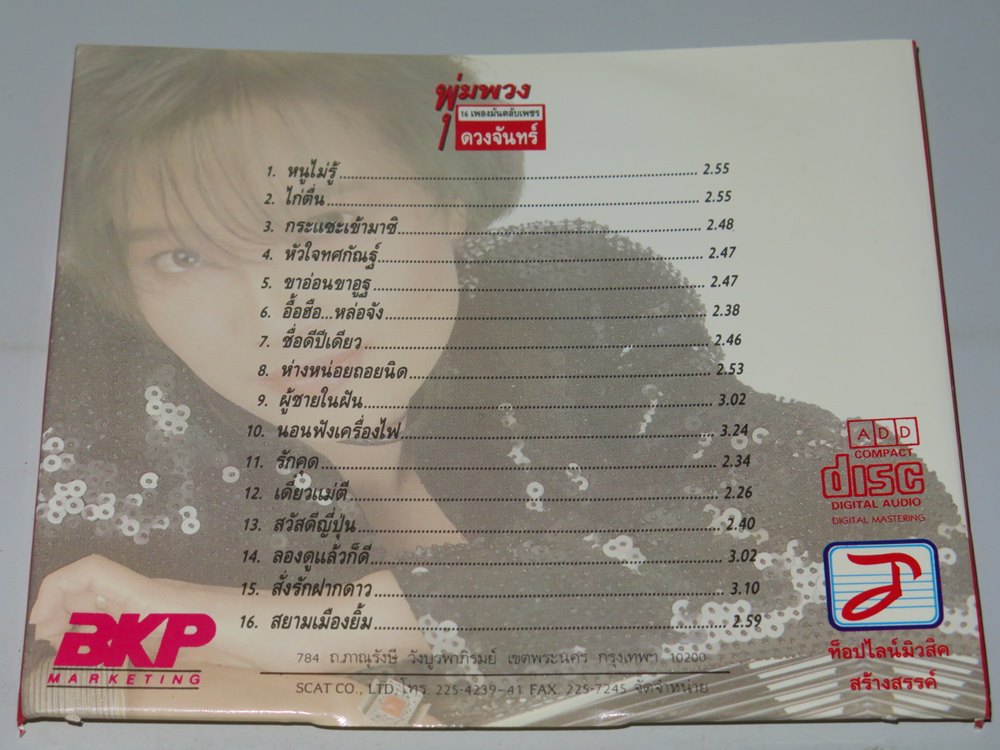 พุ่มพวง
16 เพลงมันตลับเพชร
1 ดวงจันทร์
1. หนูไม่รู้ 2.55
2. ไก่ตื่น 2.55
3. กระแซะเข้ามาซิ 2.48
4. หัวใจทศกัณฐ์ 2.47
5. ขาอ่อนขาอูฐ 2.47
6. อื้อฮือ...หล่อจัง 2.38
7. ชื่อดีปีเดียว 2.46
8. ห่างหน่อยถอยนิด 2.53
9. ผู้ชายในฝัน 3.02
10. นอนฟังเครื่องไฟ 3.24
11. รักคุด 2.34
12. เดี๋ยวแม่ตี 2.26
13. สวัสดีญี่ปุ่น 2.40
14. ลองดูแล้วก็ดี 3.02
15. สั่งรักฝากดาว 3.10
16. สยามเมืองยิ้ม 2.59
ADD
COMPACT
disc
DIGITAL AUDIO
DIGITAL MASTERING
ท็อปไลน์มิวสิค
สร้างสรรค์
BKP
MARKETING
784 ถ.ภาณุรังษี วังบูรพาภิรมย์ เขตพระนคร กรุงเทพฯ 10200
SCAT CO., LTD. โทร. 225-4239-41 FAX. 225-7245 จัดจำหน่าย